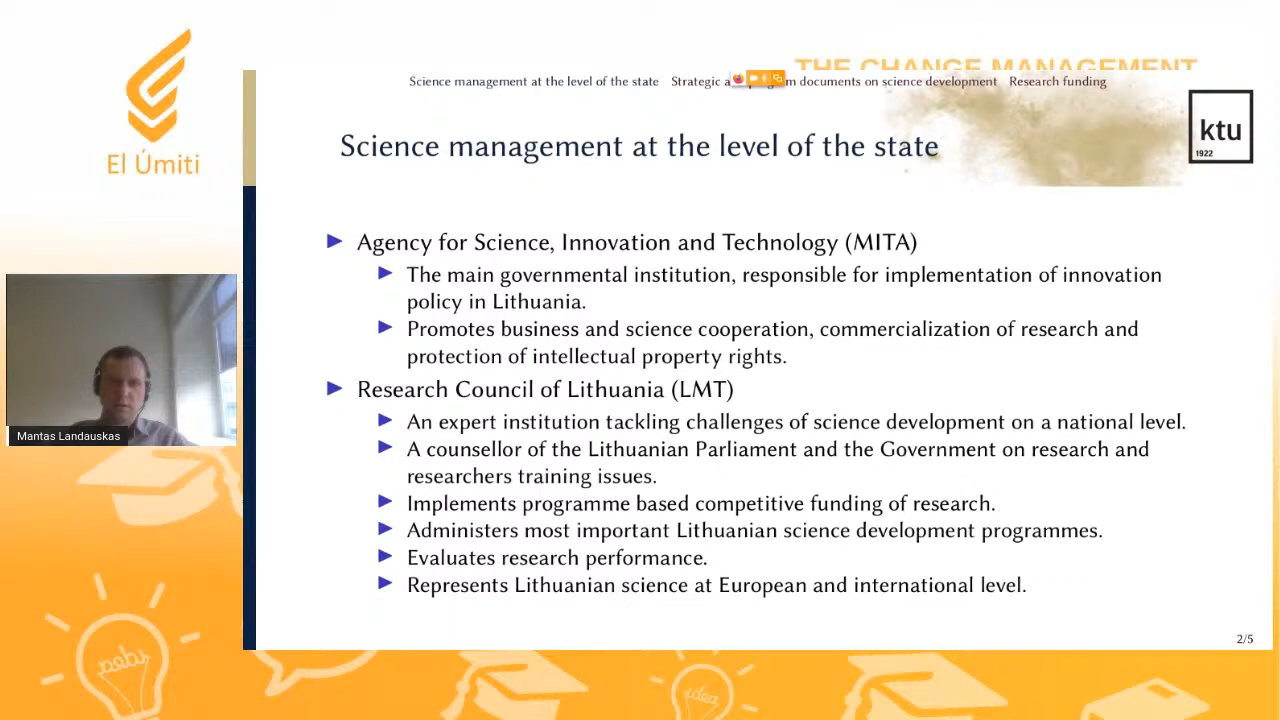 THE CHANGE MANAGEMENT
El Úmiti
Science management at the level of the state Strategic a m documents on science development Research funding
ktu
1922
Science management at the level of the state
Agency for Science, Innovation and Technology (MITA)
The main governmental institution, responsible for implementation of innovation
policy in Lithuania.
Promotes business and science cooperation, commercialization of research and
protection of intellectual property rights.
Research Council of Lithuania (LMT)
An expert institution tackling challenges of science development on a national level.
A counsellor of the Lithuanian Parliament and the Government on research and
researchers training issues.
Implements programme based competitive funding of research.
Administers most important Lithuanian science development programmes.
Evaluates research performance.
Represents Lithuanian science at European and international level.
2/5
Mantas Landauskas
idea
idea